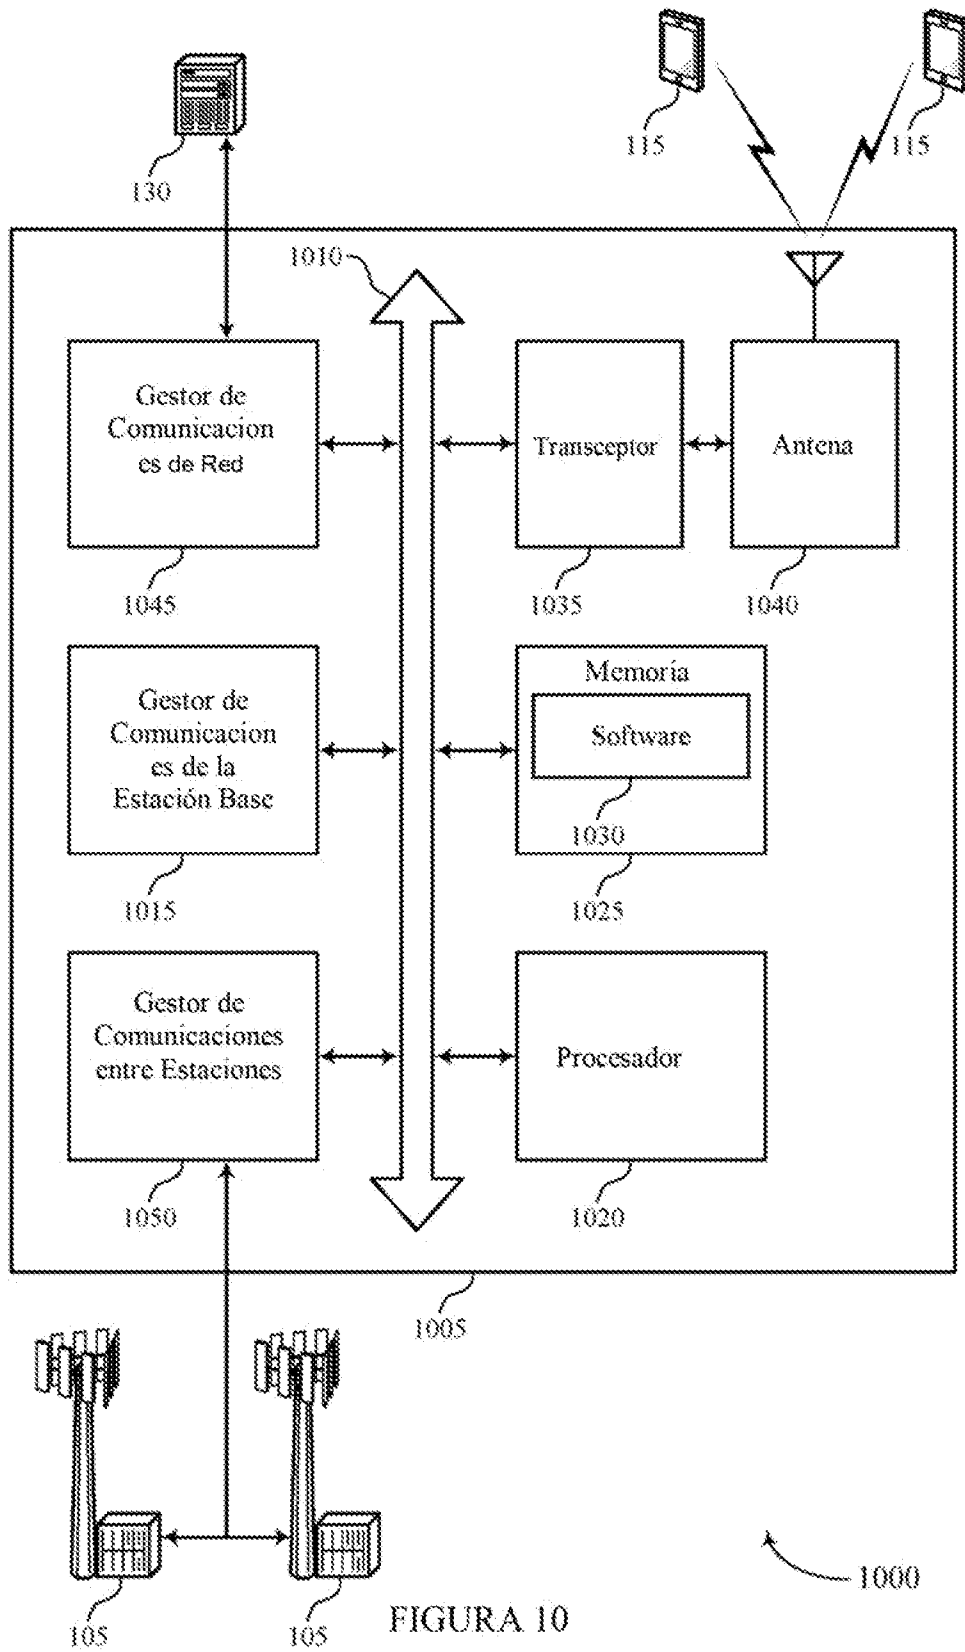 130
115
115
1010
Gestor de
Comunicacion
es de Red
Transceptor
Antena
1045
1035
1040
Gestor de
Comunicacion
es de la
Estación Base
Memoría
Software
1030
1015
1025
Gestor de
Comunicaciones
entre Estaciones
Procesador
1050
1020
1005
105
105
FIGURA 10
1000